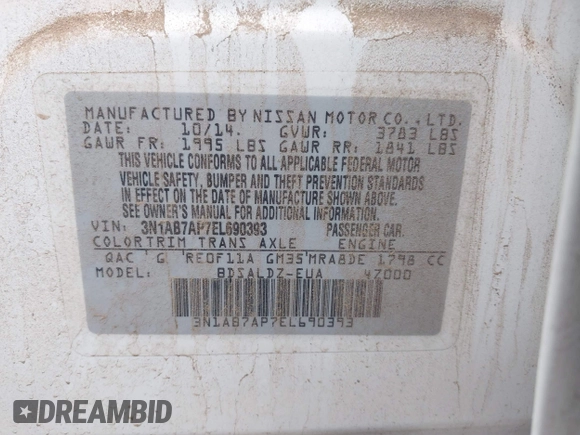 MANUFACTURED BY NISSAN MOTOR CO., LTD.
DATE: 10/14. GVWR: 3783 LBS
GAWR FR: 1995 LBS GAWR RR: 1841 LBS
THIS VEHICLE CONFORMS TO ALL APPLICABLE FEDERAL MOTOR
VEHICLE SAFETY, BUMPER AND THEFT PREVENTION STANDARDS
IN EFFECT ON THE DATE OF MANUFACTURE SHOWN ABOVE.
SEE OWNER'S MANUAL FOR ADDITIONAL INFORMATION.
VIN: 3N1AB7AP7EL690393 PASSENGER CAR.
COLOR TRIM TRANS AXLE ENGINE
QAC G RE0F11A GM35 MRA8DE 1798 CC
MODEL: BDSALDZ-EUA 47000
3N1AB7AP7EL690393
DREAMBID